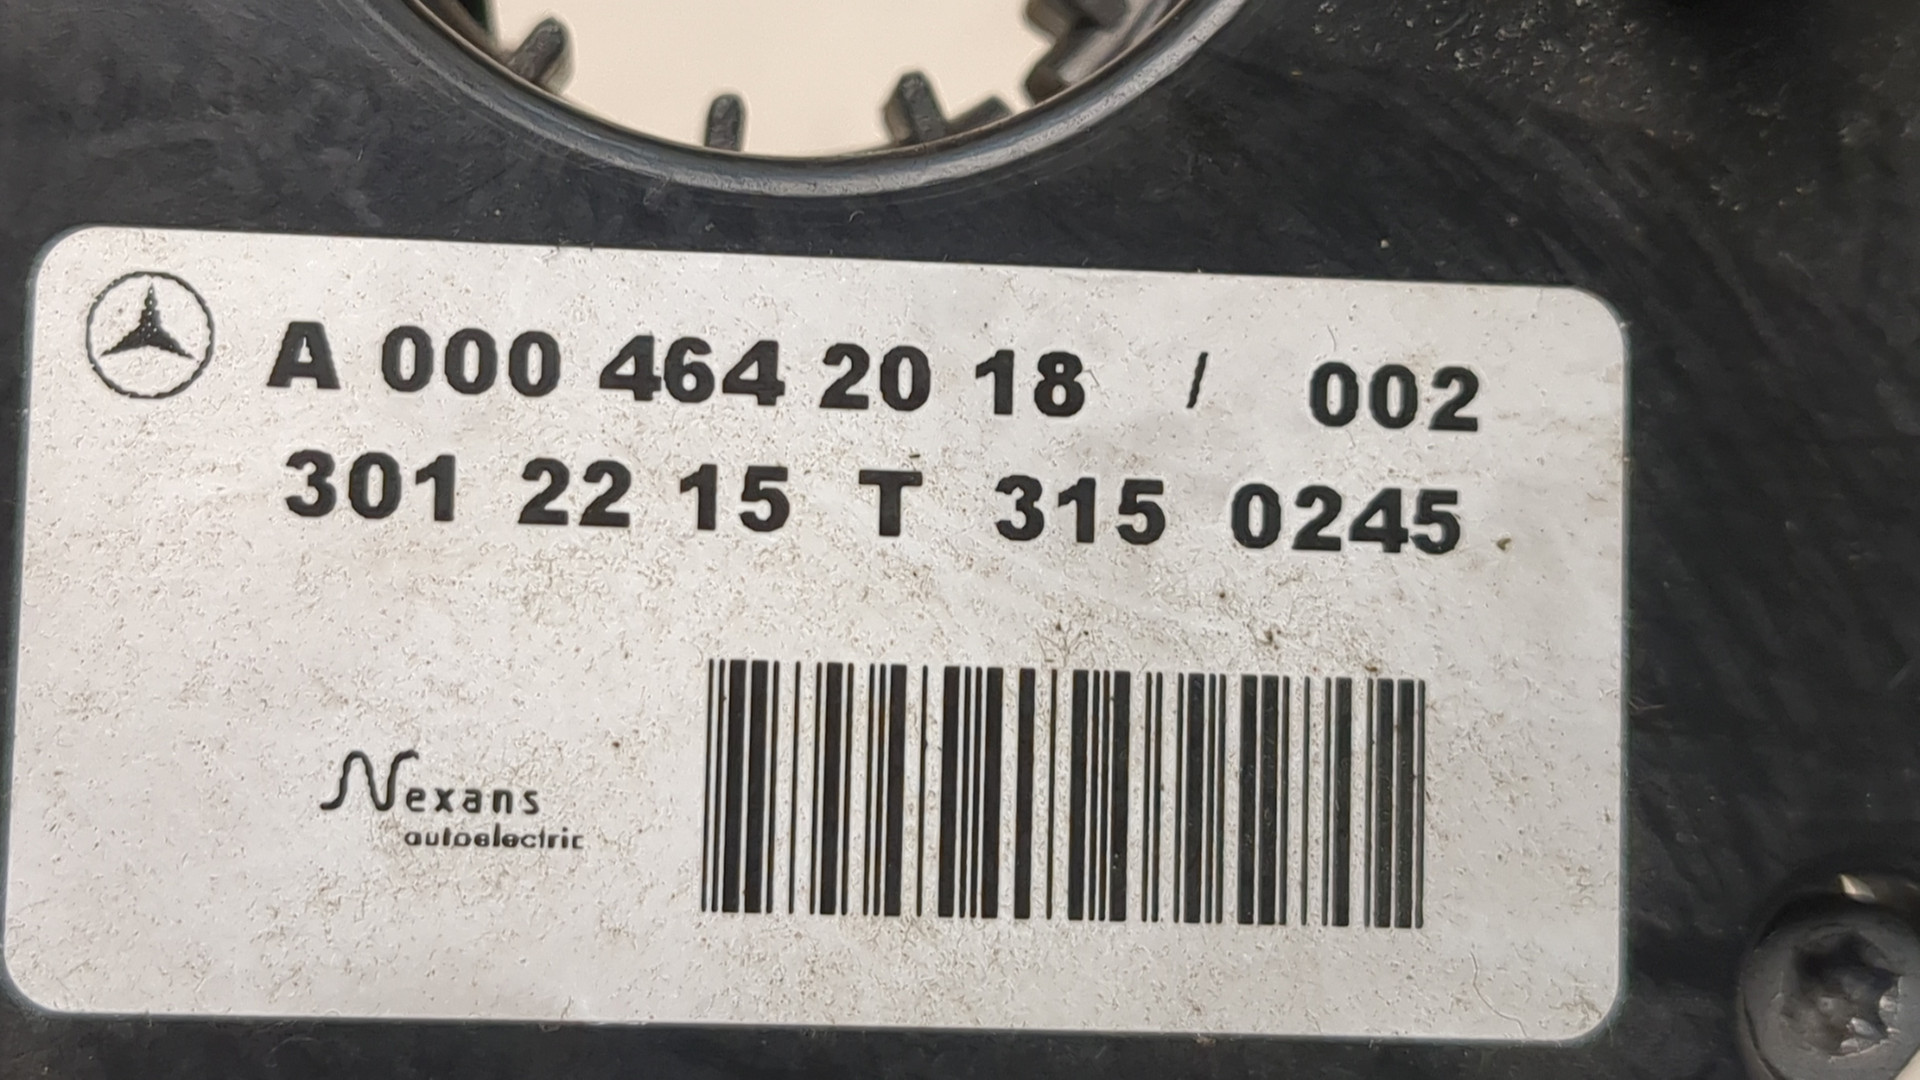 A 000 464 20 18 / 002
301 22 15 T 315 0245
Nexans
autoelectric